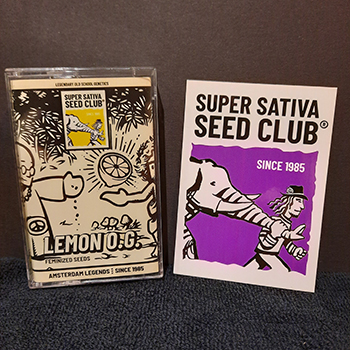 LEGENDARY OLD SCHOOL GENETICS
SUPER SATIVA
SEED CLUB®
LEMON O.G.
FEMINIZED SEEDS
AMSTERDAM LEGENDS | SINCE 1985
SUPER SATIVA
SEED CLUB®
SINCE 1985